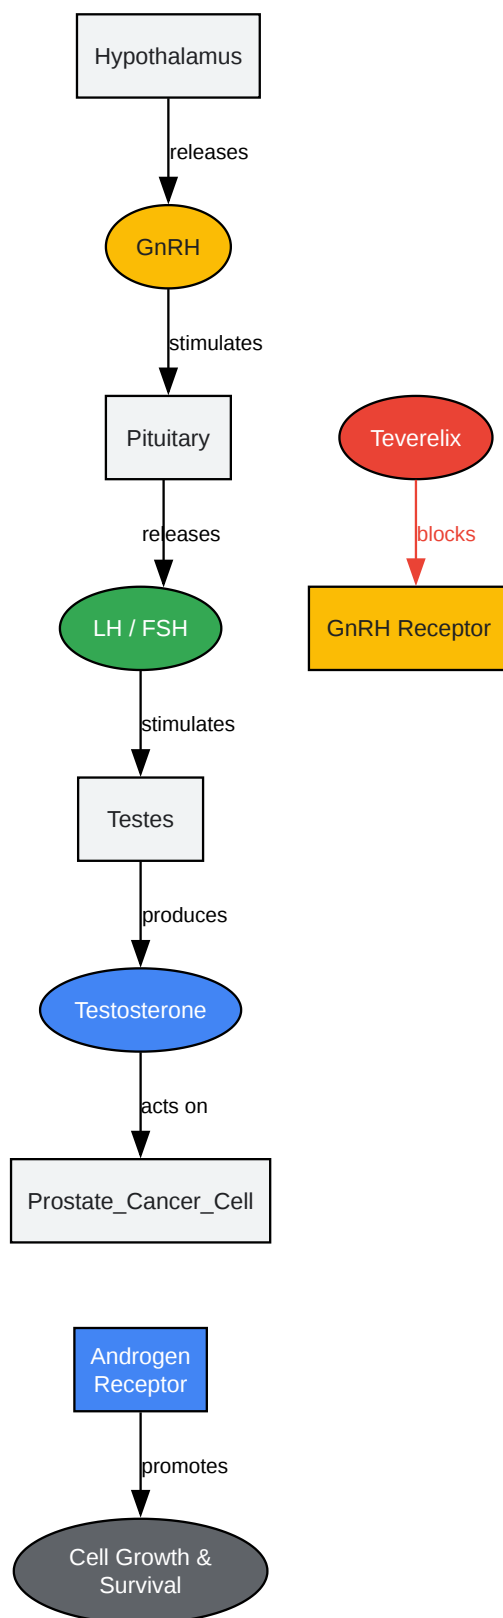 Hypothalamus
releases
GnRH
stimulates
Pituitary
Teverelix
releases
blocks
LH / FSH
GnRH Receptor
stimulates
Testes
produces
Testosterone
acts on
Prostate_Cancer_Cell
Androgen
Receptor
promotes
Cell Growth &
Survival